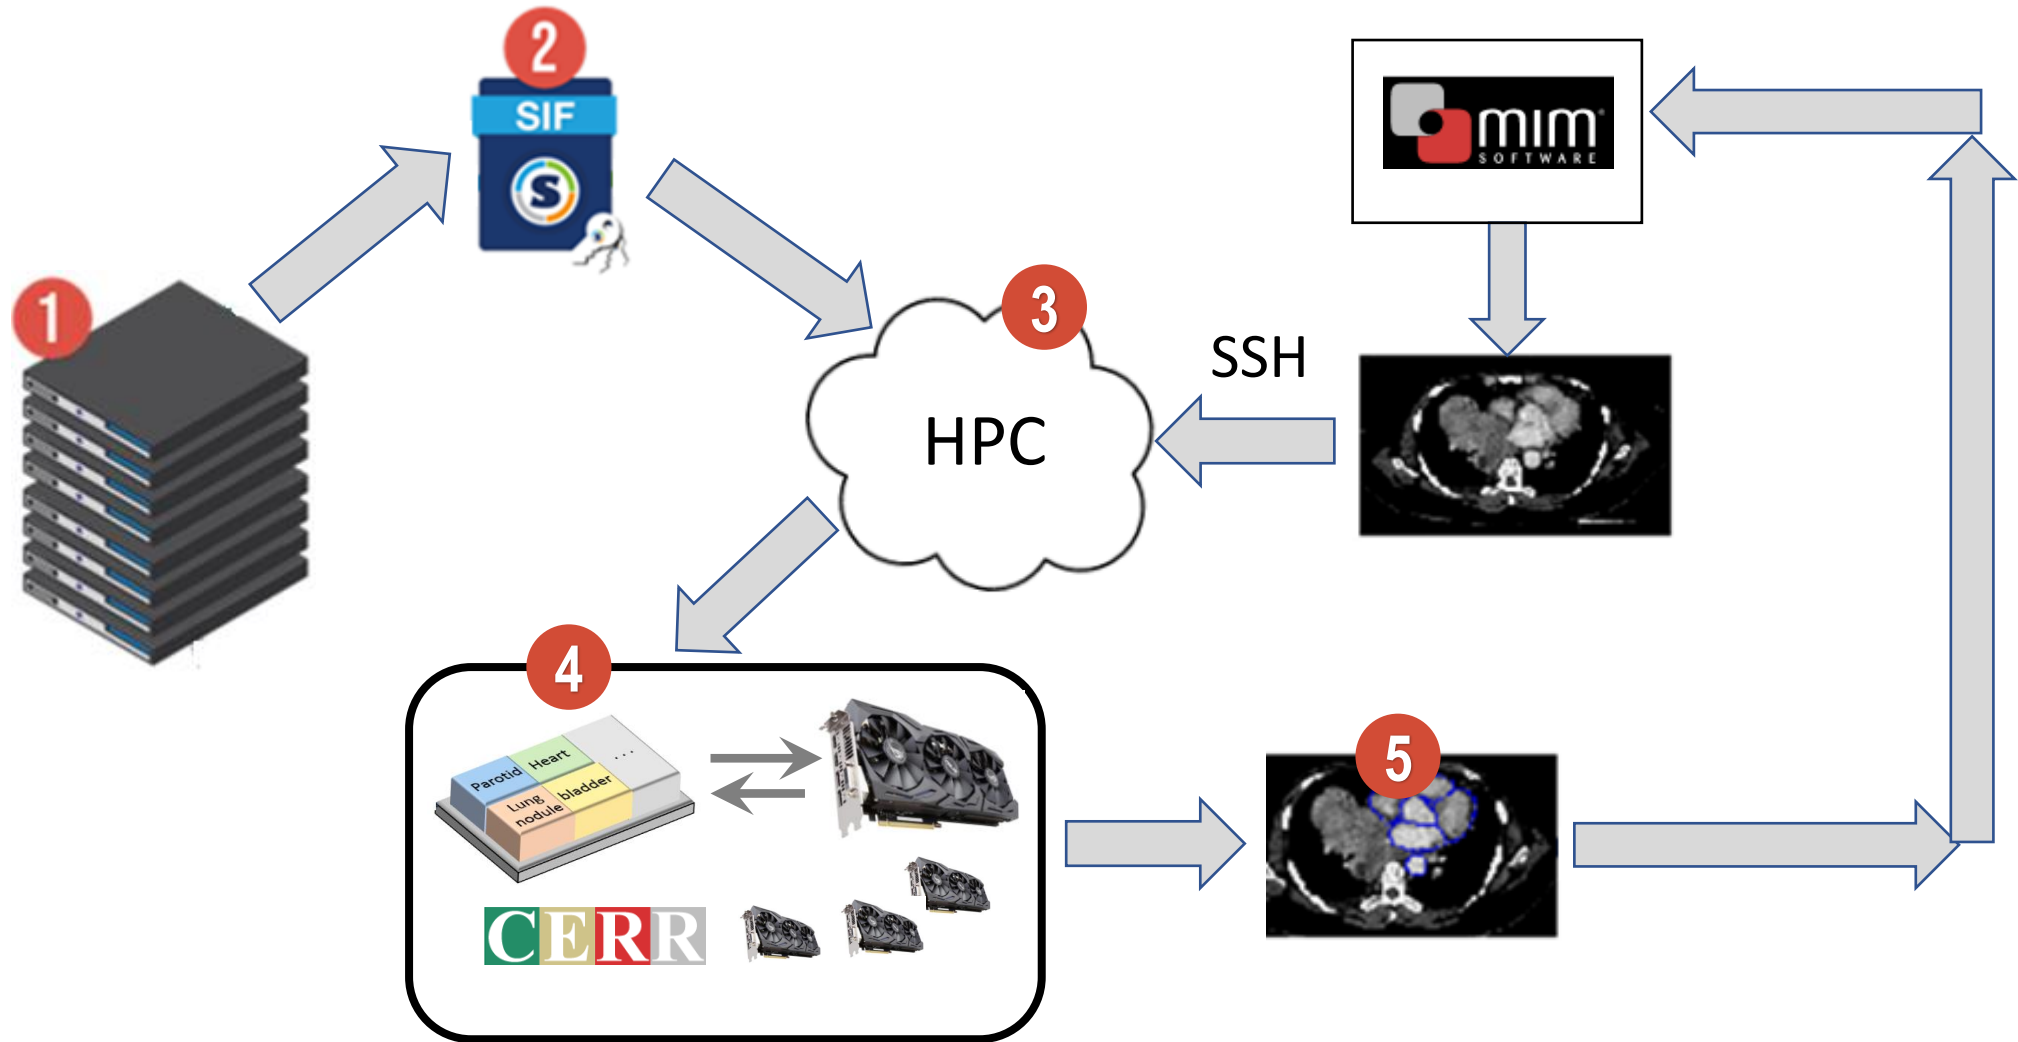 1
2
SIF
S
mim
SOFTWARE
3
HPC
SSH
4
Parotid
Heart
...
Lung
nodule
bladder
CERR
5